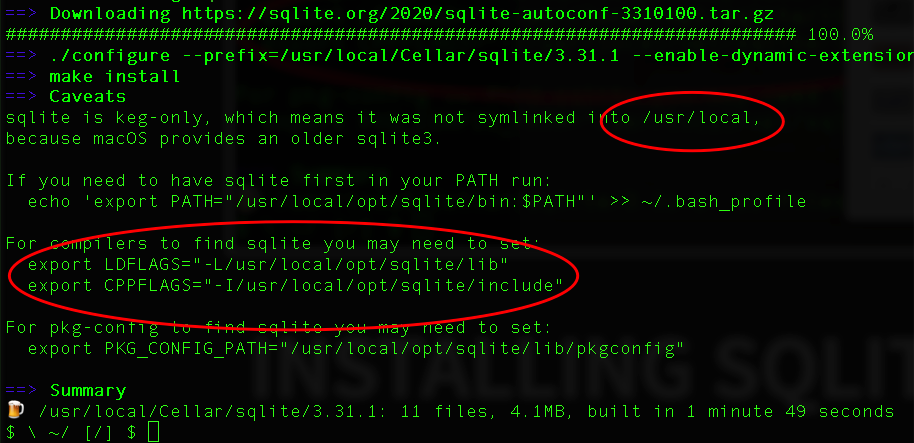 ==> Downloading https://sqlite.org/2020/sqlite-autoconf-3310100.tar.gz
######################################################################## 100.0%
==> ./configure --prefix=/usr/local/Cellar/sqlite/3.31.1 --enable-dynamic-extension
==> make install
==> Caveats
sqlite is keg-only, which means it was not symlinked into /usr/local,
because macOS provides an older sqlite3.
If you need to have sqlite first in your PATH run:
echo 'export PATH="/usr/local/opt/sqlite/bin:$PATH"' >> ~/.bash_profile
For compilers to find sqlite you may need to set:
export LDFLAGS="-L/usr/local/opt/sqlite/lib"
export CPPFLAGS="-I/usr/local/opt/sqlite/include"
For pkg-config to find sqlite you may need to set:
export PKG_CONFIG_PATH="/usr/local/opt/sqlite/lib/pkgconfig"
INSTALLING SQLIT
==> Summary
🍺 /usr/local/Cellar/sqlite/3.31.1: 11 files, 4.1MB, built in 1 minute 49 seconds
$ \ ~/ [/] $